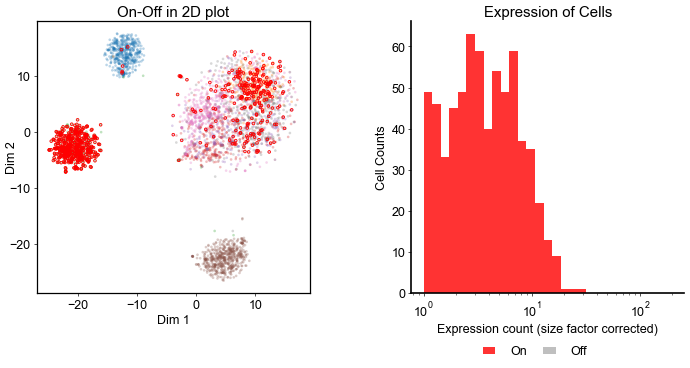 On-Off in 2D plot
Dim 2
10
0
−10
−20
−20
−10
0
10
Dim 1
Expression of Cells
Cell Counts
60
50
40
30
20
10
0
10^0
10^1
10^2
Expression count (size factor corrected)
On Off